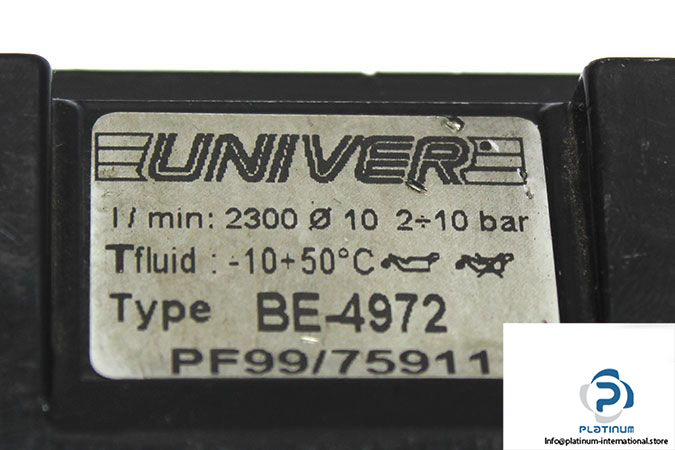 UNIVER
l/min: 2300 Ø 10 2÷10 bar
Tfluid : -10+50°C
Type BE-4972
PF99/75911
PLATINUM
Info@platinum-international.store